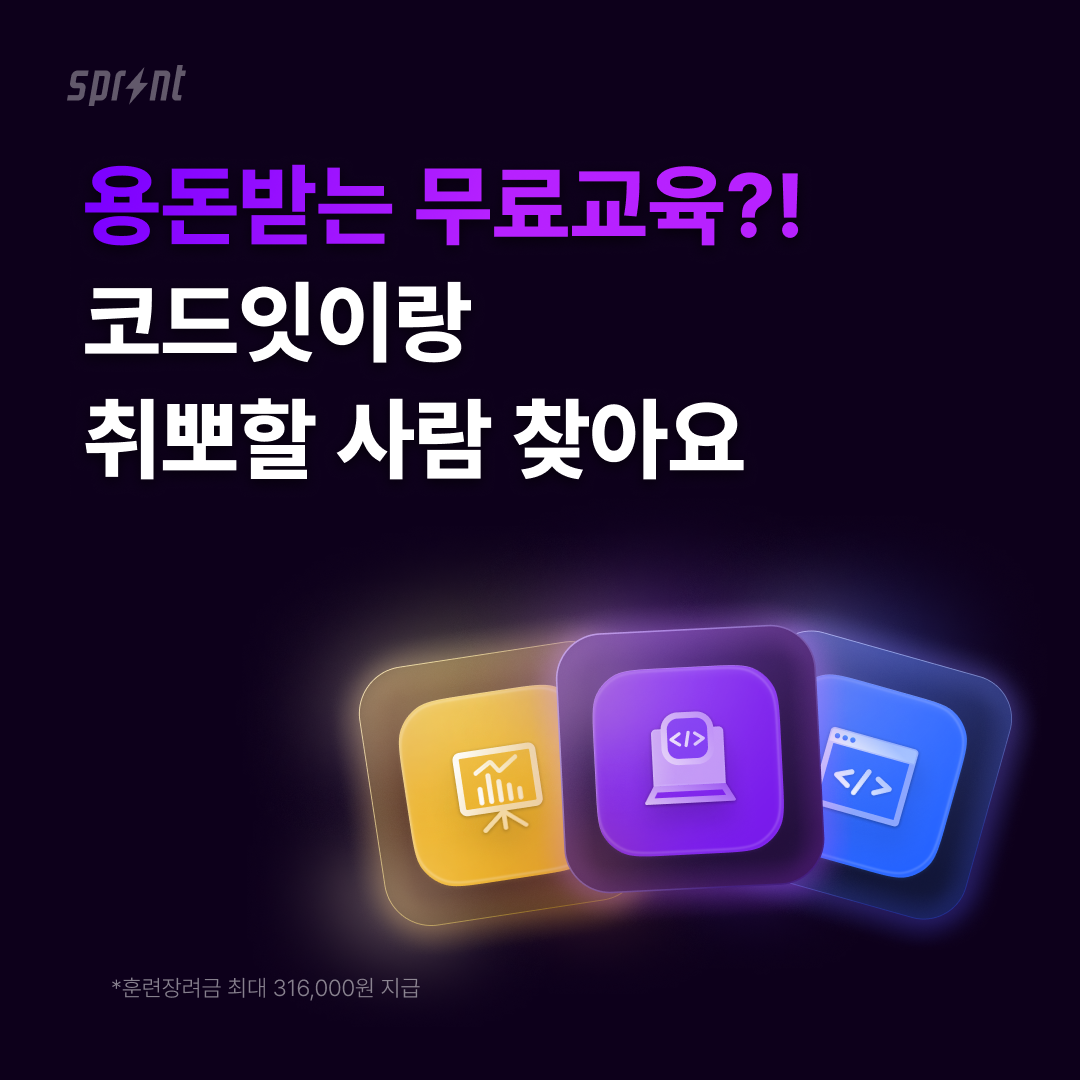 sprint
용돈받는 무료교육?!
코드잇이랑
취뽀할 사람 찾아요
</>
</>
*훈련장려금 최대 316,000원 지급